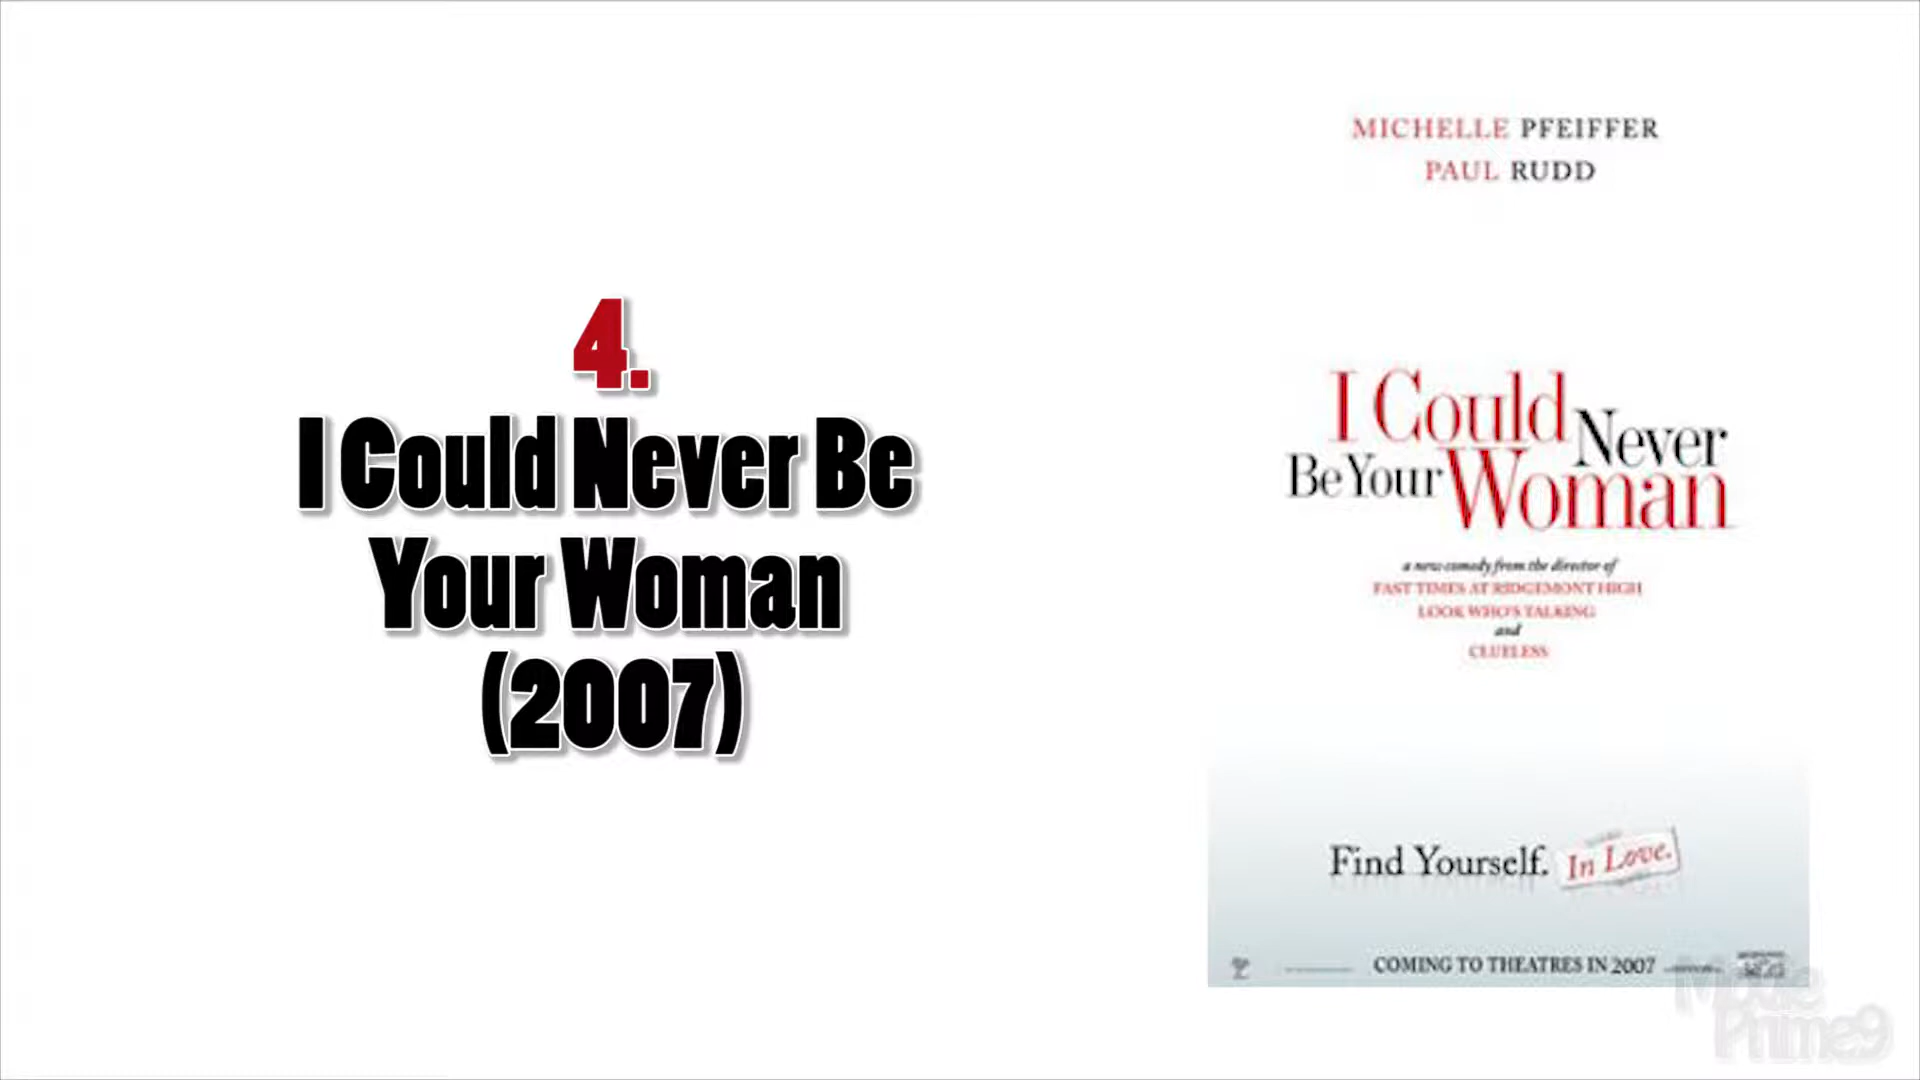 4.
I Could Never Be
Your Woman
(2007)
MICHELLE PFEIFFER
PAUL RUDD
I Could Never
Be Your Woman
a new comedy from the director of
FAST TIMES AT RIDGEMONT HIGH
LOOK WHO'S TALKING
and
CLUELESS
Find Yourself. In Love.
COMING TO THEATRES IN 2007
Movie
Prime9